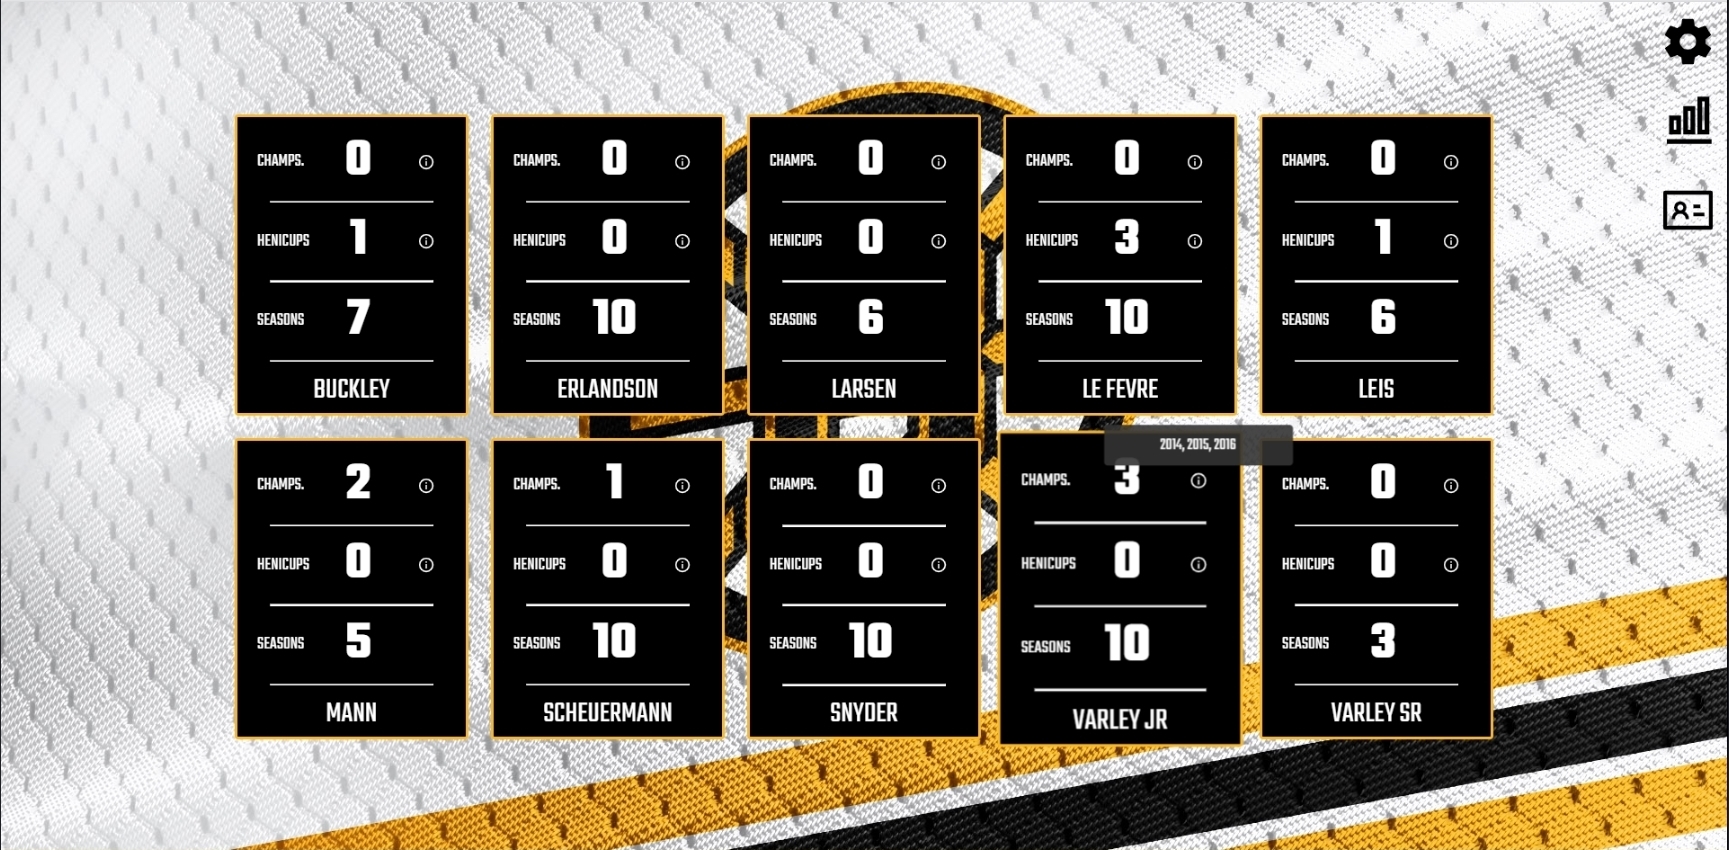 CHAMPS. 0
HENICUPS 1
SEASONS 7
BUCKLEY
CHAMPS. 0
HENICUPS 0
SEASONS 10
ERLANDSON
CHAMPS. 0
HENICUPS 0
SEASONS 6
LARSEN
CHAMPS. 0
HENICUPS 3
SEASONS 10
LE FEVRE
CHAMPS. 0
HENICUPS 1
SEASONS 6
LEIS
CHAMPS. 2
HENICUPS 0
SEASONS 5
MANN
CHAMPS. 1
HENICUPS 0
SEASONS 10
SCHEUERMANN
CHAMPS. 0
HENICUPS 0
SEASONS 10
SNYDER
2014, 2015, 2016
CHAMPS. 3
HENICUPS 0
SEASONS 10
VARLEY JR
CHAMPS. 0
HENICUPS 0
SEASONS 3
VARLEY SR